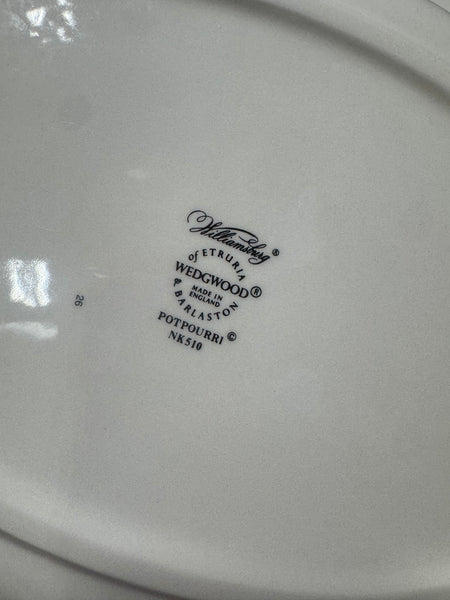 Williamsburg®
of ETRURIA
WEDGWOOD®
MADE IN
ENGLAND
& BARLASTON
POTPOURRI ©
NK510
26